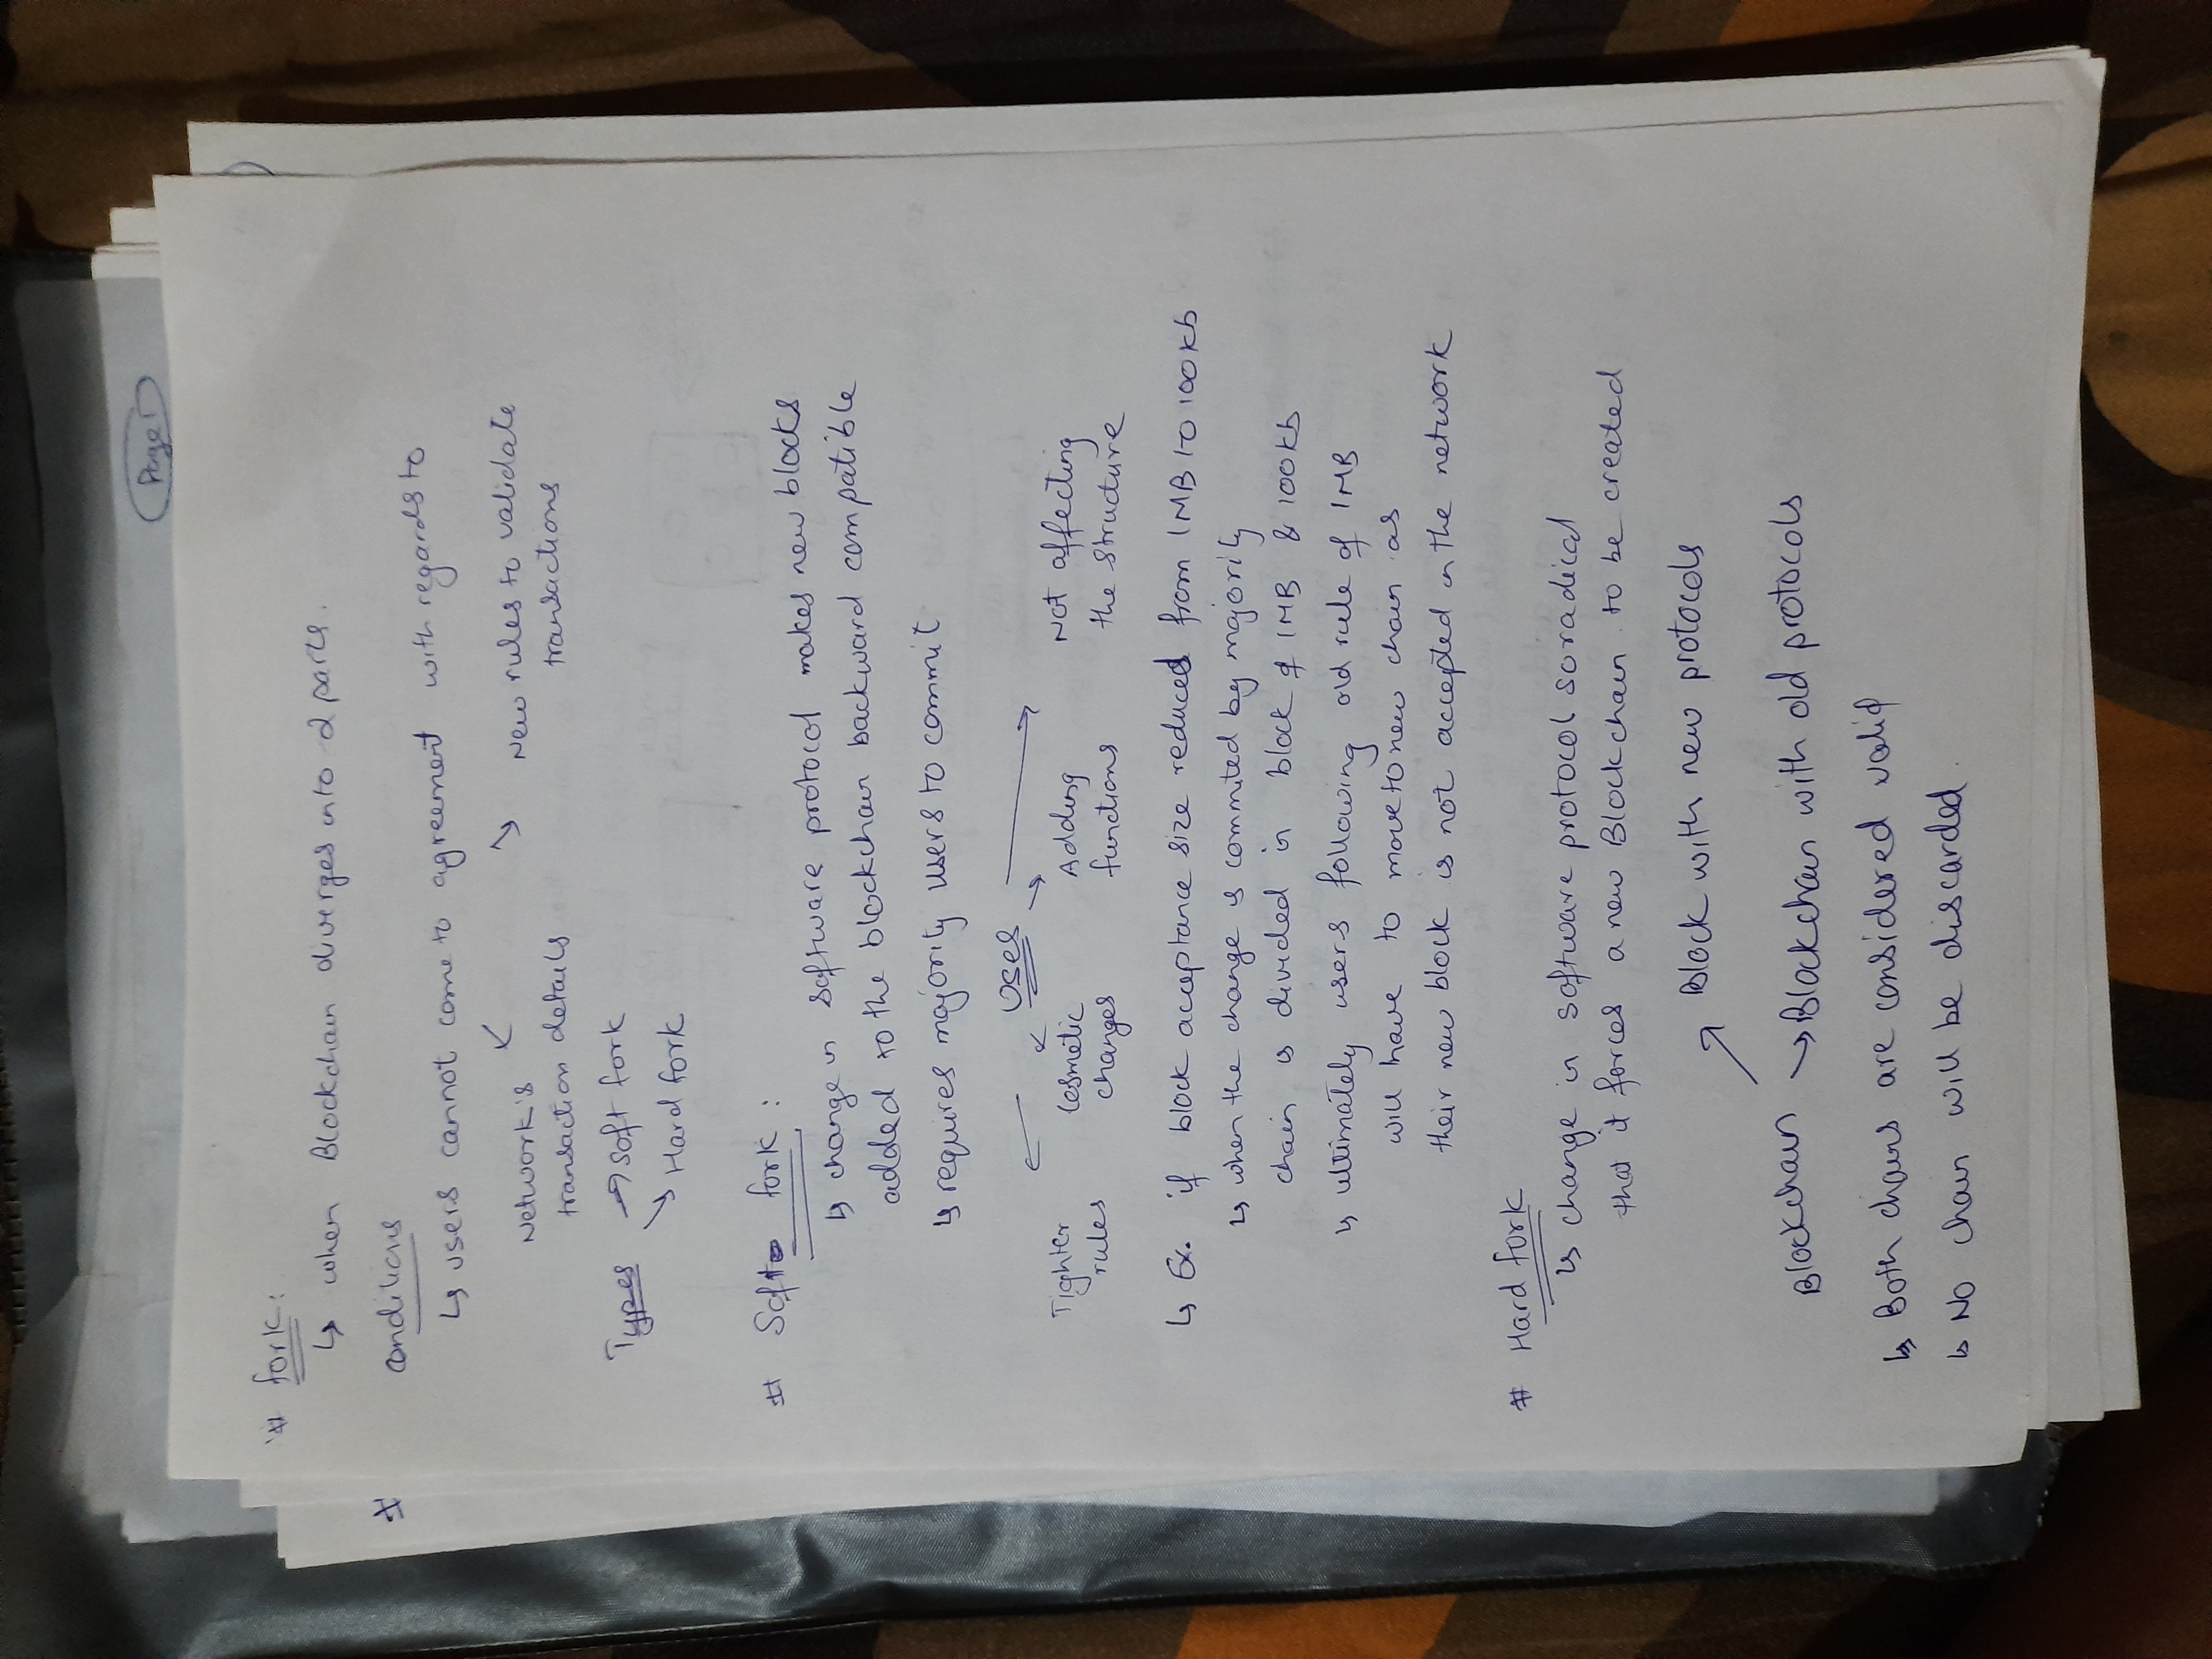 Page 1
# fork:
↳ when Blockchain diverges into 2 parts.
conditions
↳ users cannot come to agreement with regards to
↙ ↘
Network's
transaction details
New rules to validate
transactions
Types → Soft fork
↘ Hard fork
# Soft fork :
↳ change in software protocol makes new blocks
added to the blockchain backward compatible
↳ requires majority users to commit
← ↙ Uses ↘ →
Tighter
rules
Cosmetic
changes
Adding
functions
Not affecting
the structure
↳ Ex. if block acceptance size reduced from 1MB to 100kb
↳ when the change is commited by majority
chain is divided in block of 1MB & 100kb
↳ ultimately users following old rule of 1MB
will have to move to new chain as
their new block is not accepted in the network
# Hard fork
↳ change in software protocol so radical
that it forces a new Blockchain to be created
↗ Block with new protocols
Blockchain ↘ Blockchain with old protocols
↳ Both chains are considered valid
↳ No chain will be discarded.